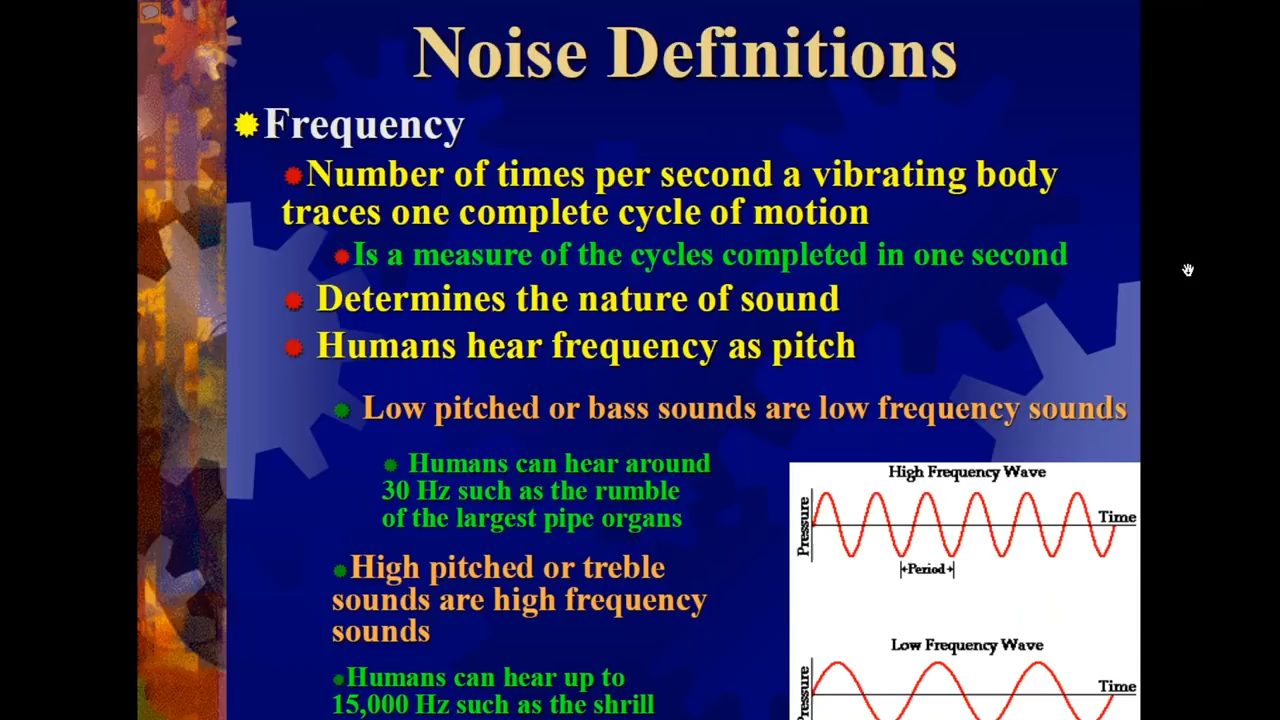 Noise Definitions
Frequency
Number of times per second a vibrating body
traces one complete cycle of motion
Is a measure of the cycles completed in one second
Determines the nature of sound
Humans hear frequency as pitch
Low pitched or bass sounds are low frequency sounds
Humans can hear around
30 Hz such as the rumble
of the largest pipe organs
High pitched or treble
sounds are high frequency
sounds
Humans can hear up to
15,000 Hz such as the shrill
High Frequency Wave
Pressure
Time
Period
Low Frequency Wave
Pressure
Time